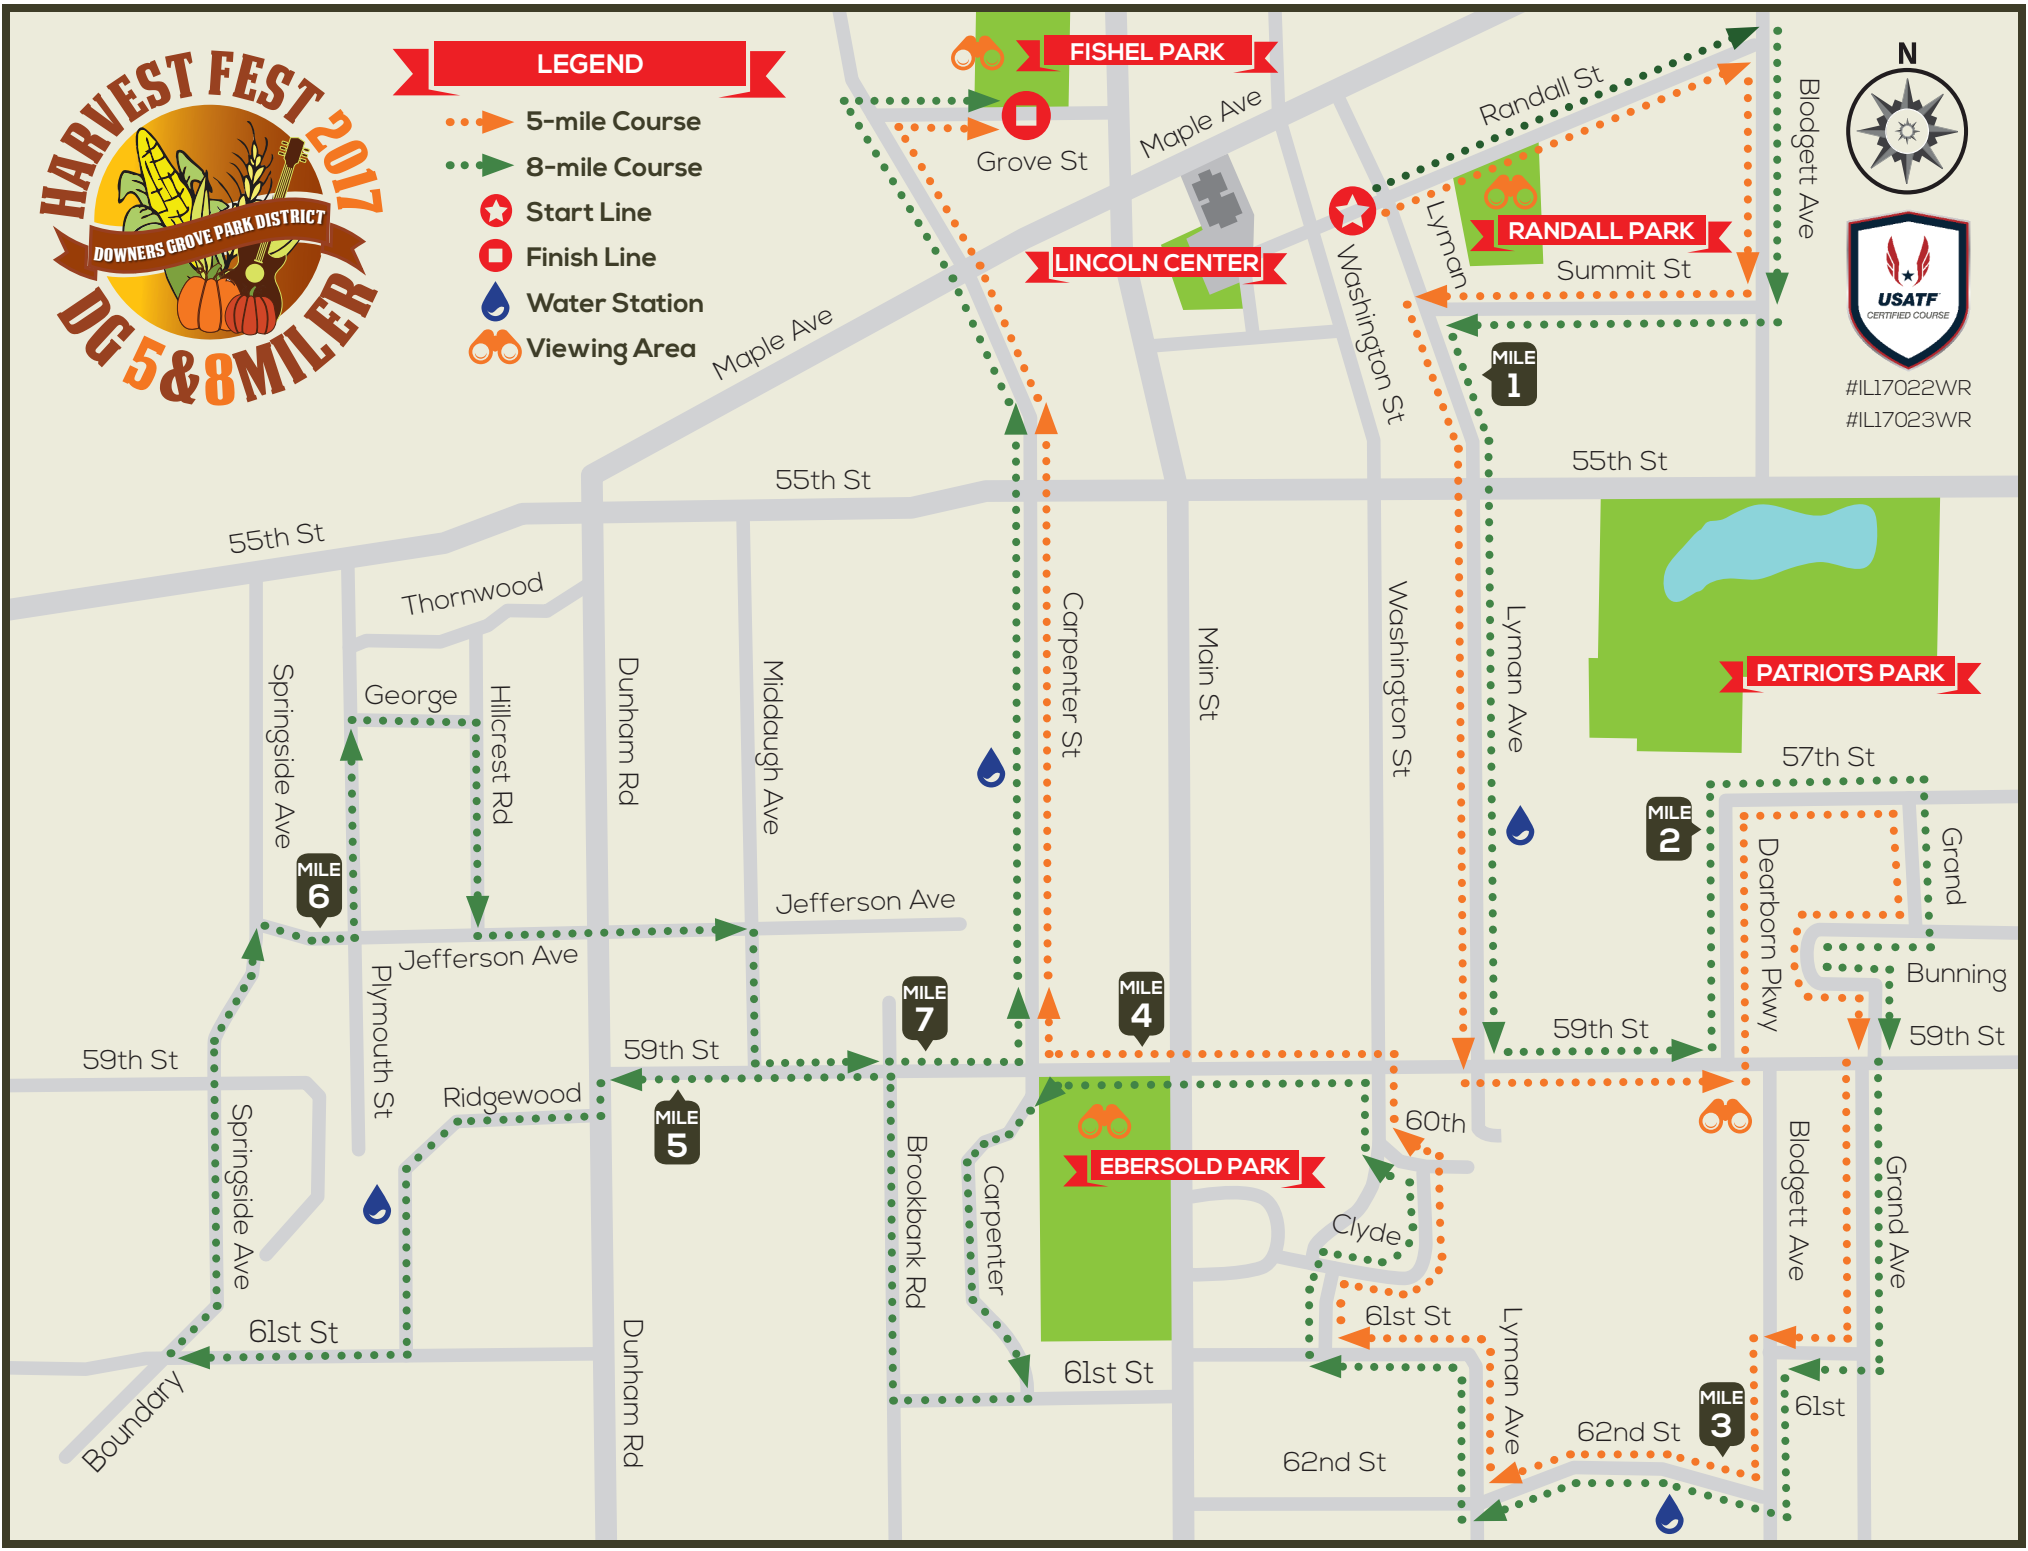 HARVEST FEST 2017
DOWNERS GROVE PARK DISTRICT
DG 5&8 MILER
LEGEND
5-mile Course
8-mile Course
Start Line
Finish Line
Water Station
Viewing Area
FISHEL PARK
Grove St
Maple Ave
Maple Ave
LINCOLN CENTER
Randall St
RANDALL PARK
Lyman
Summit St
Washington St
Blodgett Ave
N
USATF
CERTIFIED COURSE
#IL17022WR
#IL17023WR
MILE
1
55th St
55th St
55th St
Thornwood
George
Springside Ave
Hillcrest Rd
Dunham Rd
Middaugh Ave
Carpenter St
Main St
Washington St
Lyman Ave
PATRIOTS PARK
57th St
MILE
2
Dearborn Pkwy
Grand
Bunning
MILE
6
Jefferson Ave
Jefferson Ave
Plymouth St
MILE
7
MILE
4
59th St
59th St
59th St
59th St
Ridgewood
MILE
5
Springside Ave
Brookbank Rd
Carpenter
EBERSOLD PARK
60th
Clyde
Blodgett Ave
Grand Ave
61st St
61st St
61st St
61st
Lyman Ave
Dunham Rd
Boundary
62nd St
62nd St
MILE
3